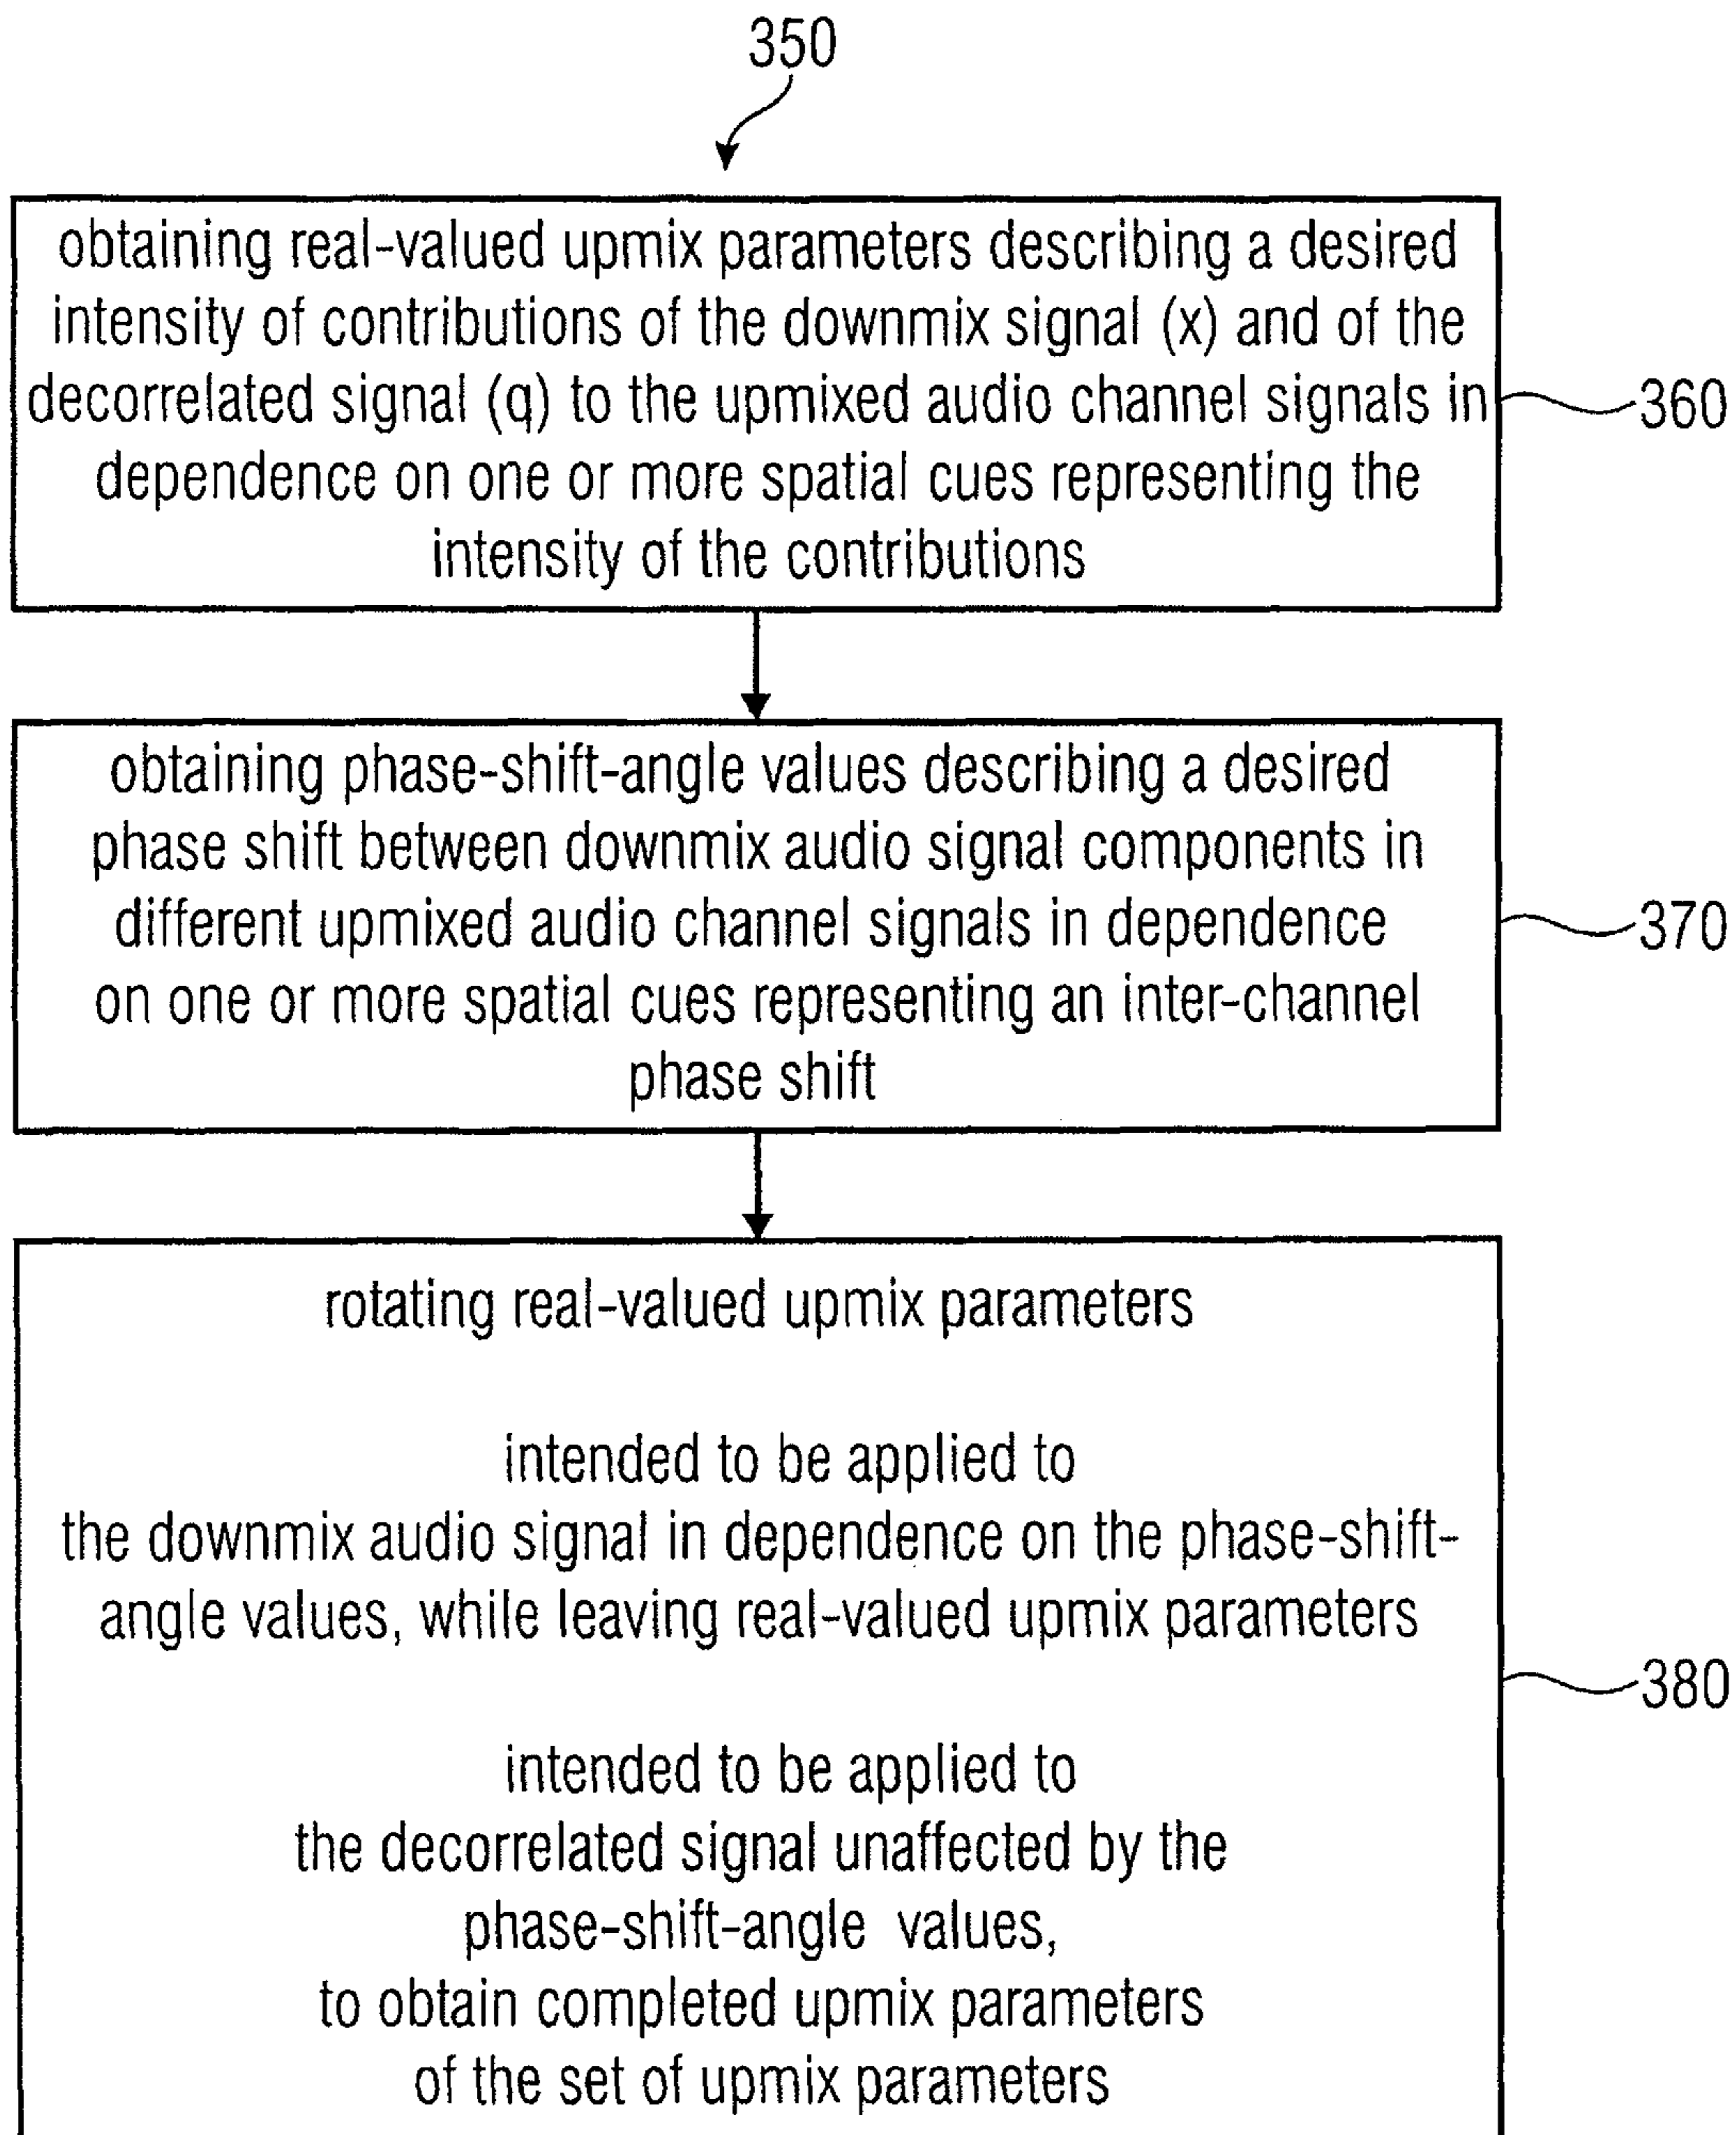 350
obtaining real-valued upmix parameters describing a desired
intensity of contributions of the downmix signal (x) and of the
decorrelated signal (q) to the upmixed audio channel signals in
dependence on one or more spatial cues representing the
intensity of the contributions
360
obtaining phase-shift-angle values describing a desired
phase shift between downmix audio signal components in
different upmixed audio channel signals in dependence
on one or more spatial cues representing an inter-channel
phase shift
370
rotating real-valued upmix parameters
intended to be applied to
the downmix audio signal in dependence on the phase-shift-
angle values, while leaving real-valued upmix parameters
intended to be applied to
the decorrelated signal unaffected by the
phase-shift-angle values,
to obtain completed upmix parameters
of the set of upmix parameters
380